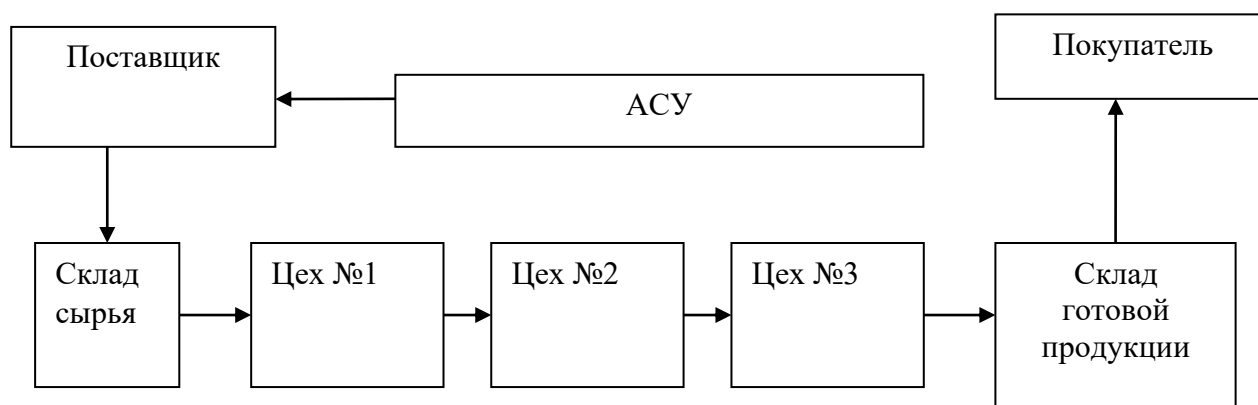 Поставщик
АСУ
Покупатель
Склад
сырья
Цех №1
Цех №2
Цех №3
Склад
готовой
продукции